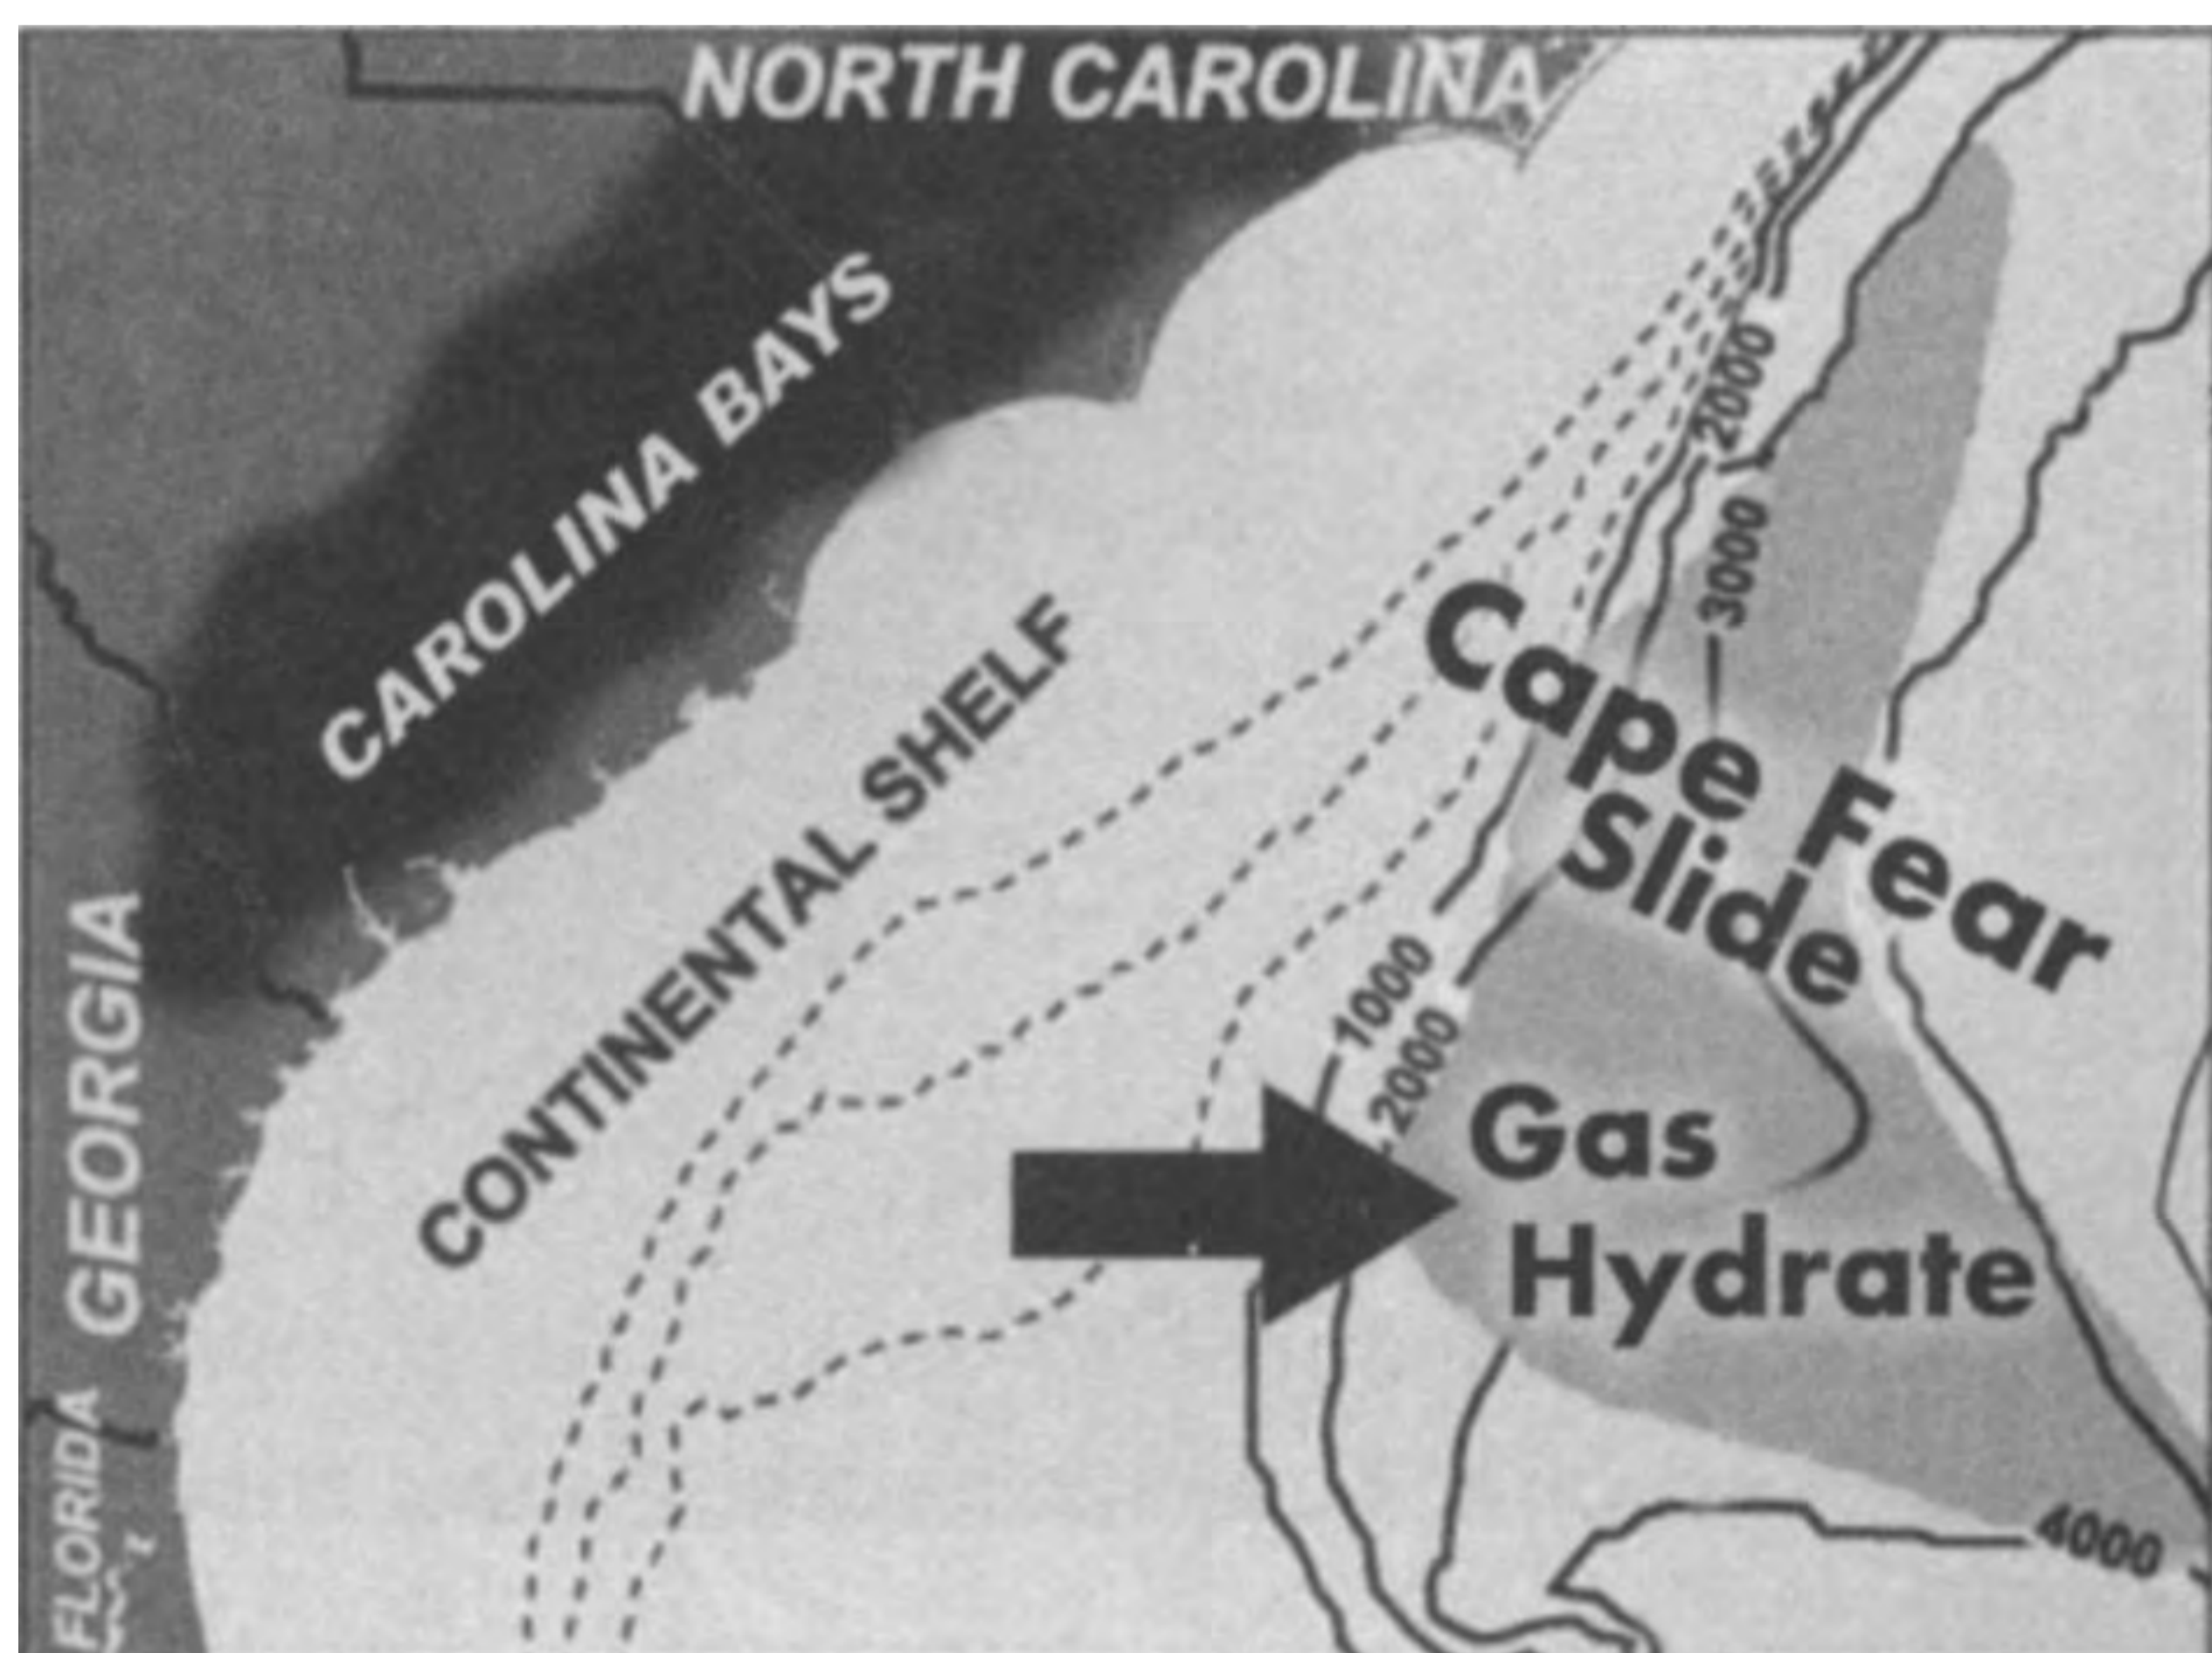 NORTH CAROLINA
CAROLINA BAYS
2000
3000
CONTINENTAL SHELF
Cape Fear
Slide
GEORGIA
1000
2000
Gas
Hydrate
FLORIDA
4000